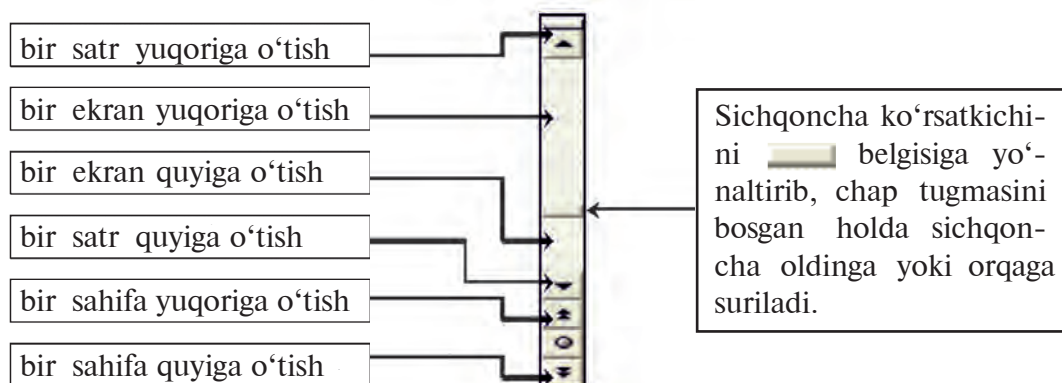 bir satr yuqoriga o‘tish
bir ekran yuqoriga o‘tish
bir ekran quyiga o‘tish
bir satr quyiga o‘tish
bir sahifa yuqoriga o‘tish
bir sahifa quyiga o‘tish
Sichqoncha ko‘rsatkichi-
ni belgisiga yo‘-
naltirib, chap tugmasini
bosgan holda sichqon-
cha oldinga yoki orqaga
suriladi.